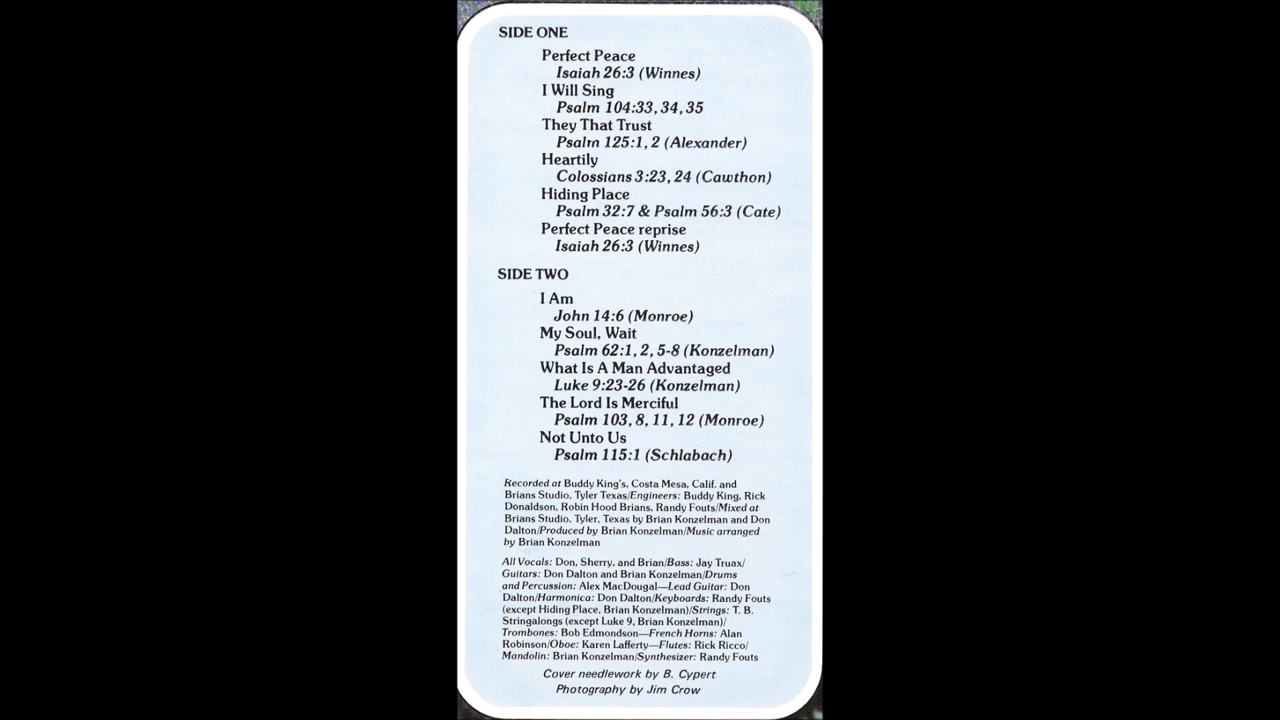 SIDE ONE
Perfect Peace
Isaiah 26:3 (Winnes)
I Will Sing
Psalm 104:33, 34, 35
They That Trust
Psalm 125:1, 2 (Alexander)
Heartily
Colossians 3:23, 24 (Cawthon)
Hiding Place
Psalm 32:7 & Psalm 56:3 (Cate)
Perfect Peace reprise
Isaiah 26:3 (Winnes)
SIDE TWO
I Am
John 14:6 (Monroe)
My Soul, Wait
Psalm 62:1, 2, 5-8 (Konzelman)
What Is A Man Advantaged
Luke 9:23-26 (Konzelman)
The Lord Is Merciful
Psalm 103, 8, 11, 12 (Monroe)
Not Unto Us
Psalm 115:1 (Schlabach)
Recorded at Buddy King's, Costa Mesa, Calif. and
Brians Studio, Tyler Texas/Engineers: Buddy King, Rick
Donaldson, Robin Hood Brians, Randy Fouts/Mixed at
Brians Studio, Tyler, Texas by Brian Konzelman and Don
Dalton/Produced by Brian Konzelman/Music arranged
by Brian Konzelman
All Vocals: Don, Sherry, and Brian/Bass: Jay Truax/
Guitars: Don Dalton and Brian Konzelman/Drums
and Percussion: Alex MacDougal—Lead Guitar: Don
Dalton/Harmonica: Don Dalton/Keyboards: Randy Fouts
(except Hiding Place, Brian Konzelman)/Strings: T. B.
Stringalongs (except Luke 9, Brian Konzelman)/
Trombones: Bob Edmondson—French Horns: Alan
Robinson/Oboe: Karen Lafferty—Flutes: Rick Ricco/
Mandolin: Brian Konzelman/Synthesizer: Randy Fouts
Cover needlework by B. Cypert
Photography by Jim Crow